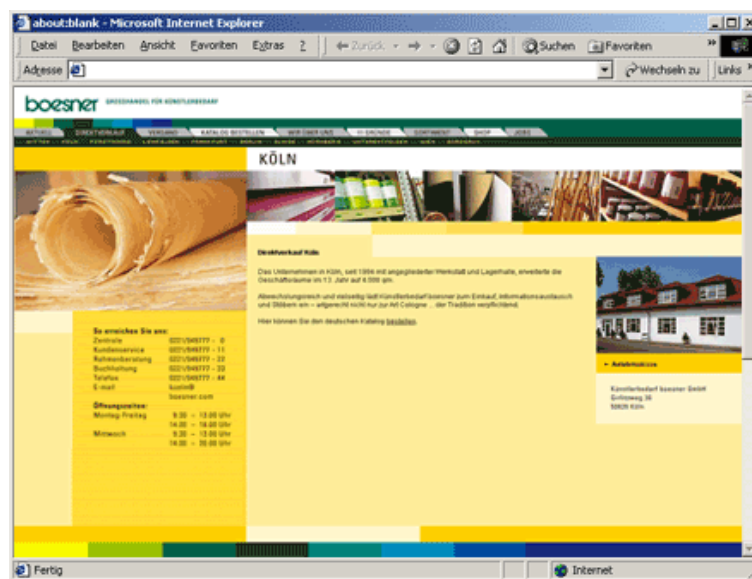 about:blank - Microsoft Internet Explorer
Datei Bearbeiten Ansicht Favoriten Extras ?
Zurück Suchen Favoriten
Adresse Wechseln zu Links
boesner GROSSHANDEL FÜR KÜNSTLERBEDARF
AKTUELL DIREKTVERKAUF VERSAND KATALOG BESTELLEN WIR ÜBER UNS 11 GRÜNDE SORTIMENT SHOP JOBS
KÖLN
Direktverkauf Köln
Das Unternehmen in Köln, seit 1994 mit angegliederter Werkstatt und Lagerhalle, erweiterte die
Geschäftsräume im 13. Jahr auf 4.000 qm.
Abwechslungsreich und vielseitig lädt Künstlerbedarf boesner zum Einkauf, Informationsaustausch
und Stöbern ein – artgerecht nicht nur zur Art Cologne ... der Tradition verpflichtend.
Hier können Sie den deutschen Katalog bestellen.
So erreichen Sie uns:
Zentrale 0221/949777 - 0
Kundenservice 0221/949777 - 11
Rahmenberatung 0221/949777 - 22
Buchhaltung 0221/949777 - 33
Telefax 0221/949777 - 44
E-mail
boesner.com
Öffnungszeiten:
Montag-Freitag 9.30 – 13.00 Uhr
14.00 – 18.00 Uhr
Mittwoch 9.30 – 13.00 Uhr
14.00 – 20.00 Uhr
Künstlerbedarf boesner GmbH
Köln
Fertig Internet